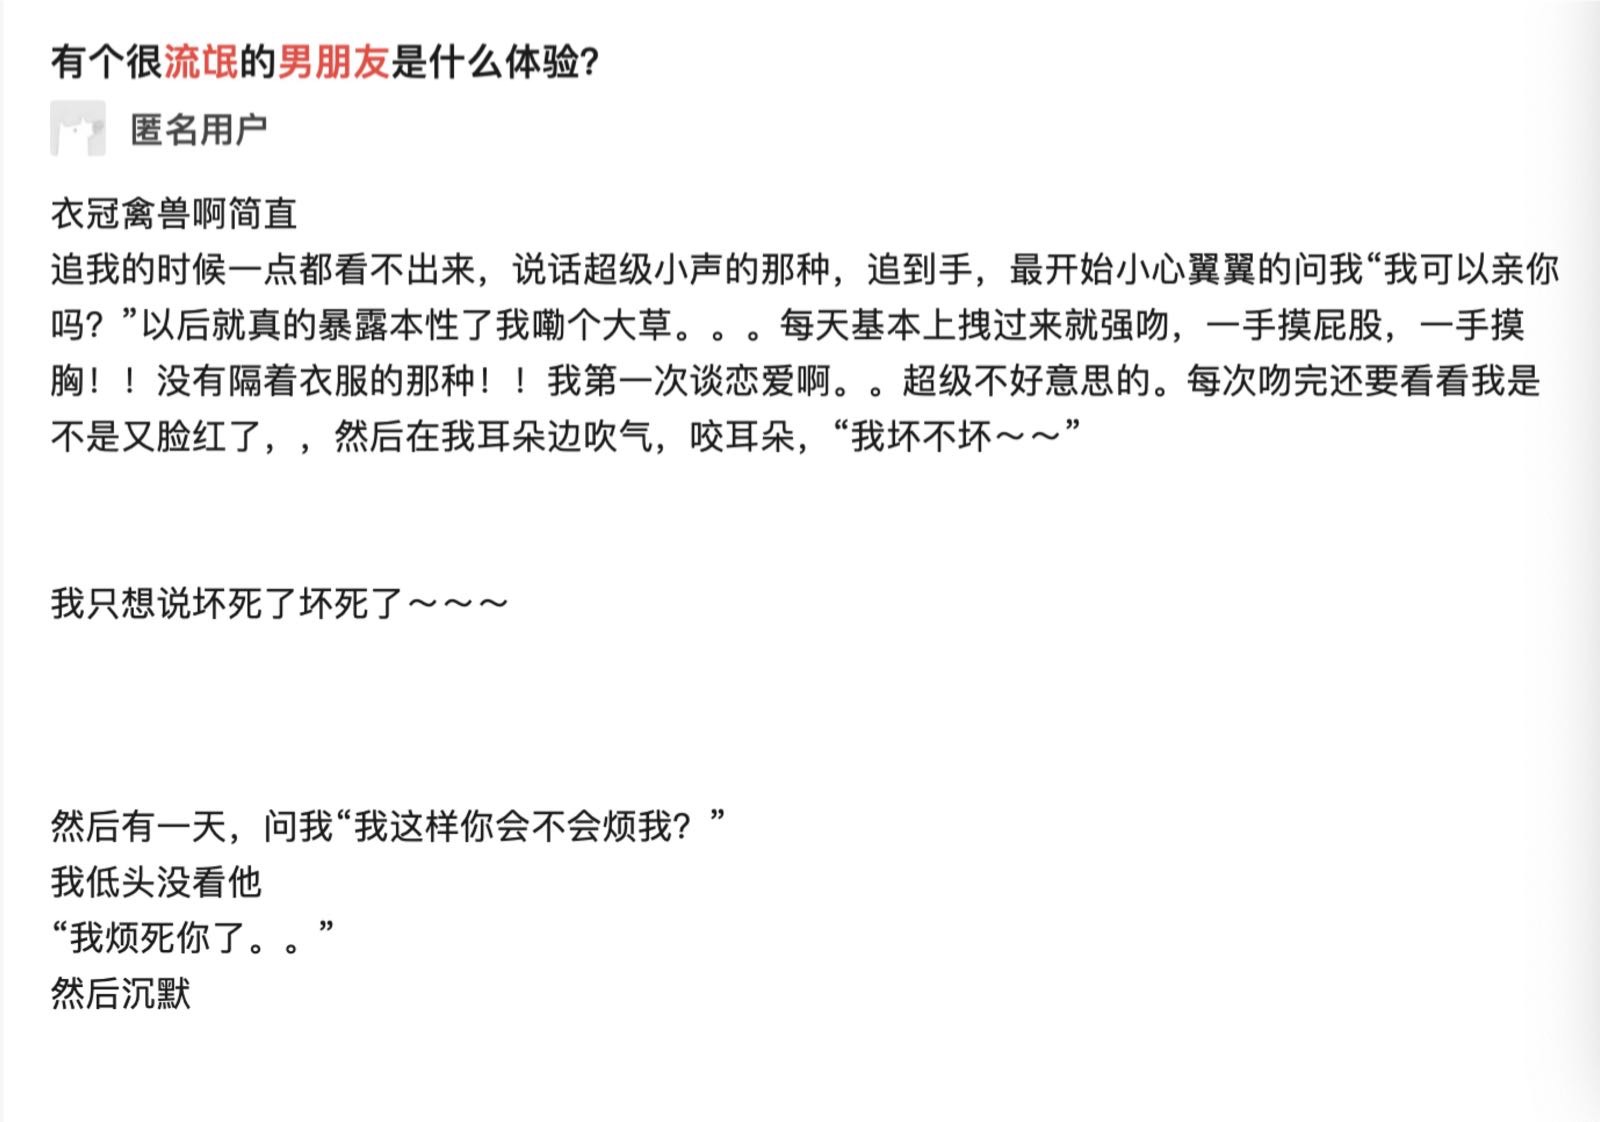 有个很流氓的男朋友是什么体验?
匿名用户
衣冠禽兽啊简直
追我的时候一点都看不出来，说话超级小声的那种，追到手，最开始小心翼翼的问我“我可以亲你
吗？”以后就真的暴露本性了我嘞个大草。。。每天基本上拽过来就强吻，一手摸屁股，一手摸
胸！！没有隔着衣服的那种！！我第一次谈恋爱啊。。超级不好意思的。每次吻完还要看看我是
不是又脸红了，，然后在我耳朵边吹气，咬耳朵，“我坏不坏～～”
我只想说坏死了坏死了～～～
然后有一天，问我“我这样你会不会烦我？”
我低头没看他
“我烦死你了。。”
然后沉默